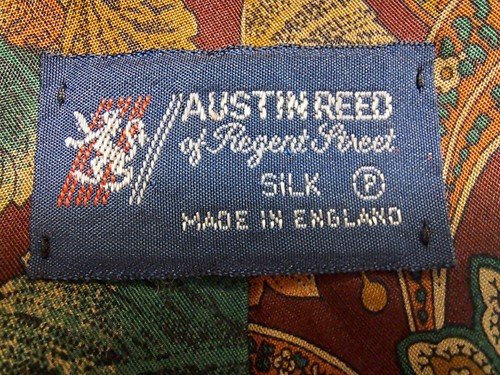 AUSTIN REED
of Regent Street
SILK Ⓟ
MADE IN ENGLAND